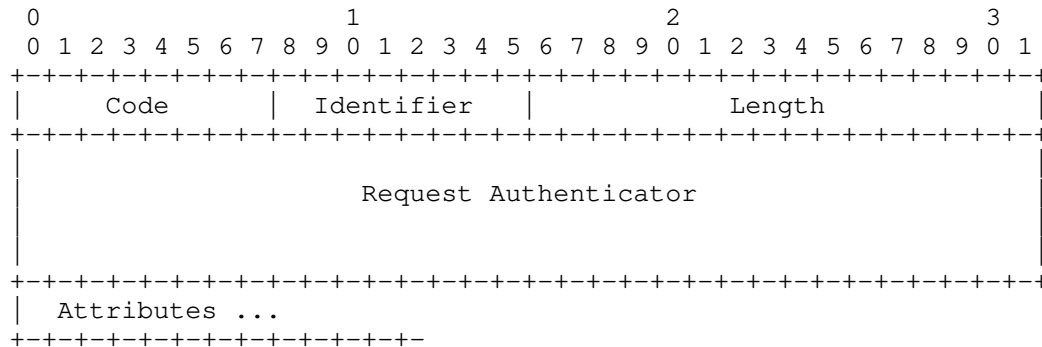 0                   1                   2                   3
 0 1 2 3 4 5 6 7 8 9 0 1 2 3 4 5 6 7 8 9 0 1 2 3 4 5 6 7 8 9 0 1
+-+-+-+-+-+-+-+-+-+-+-+-+-+-+-+-+-+-+-+-+-+-+-+-+-+-+-+-+-+-+-+-+
|     Code      |  Identifier   |            Length             |
+-+-+-+-+-+-+-+-+-+-+-+-+-+-+-+-+-+-+-+-+-+-+-+-+-+-+-+-+-+-+-+-+
|                                                               |
|                     Request Authenticator                     |
|                                                               |
|                                                               |
+-+-+-+-+-+-+-+-+-+-+-+-+-+-+-+-+-+-+-+-+-+-+-+-+-+-+-+-+-+-+-+-+
|  Attributes ...
+-+-+-+-+-+-+-+-+-+-+-+-+-